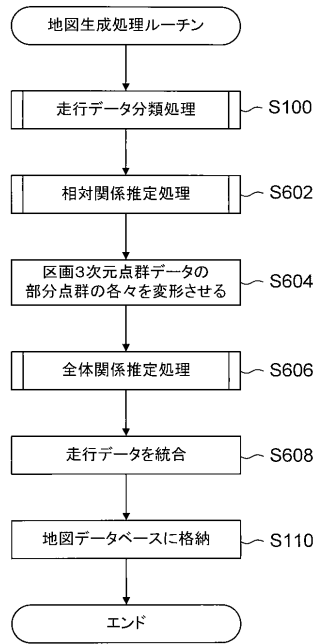 地図生成処理ルーチン
走行データ分類処理
S100
相対関係推定処理
S602
区画3次元点群データの
部分点群の各々を変形させる
S604
全体関係推定処理
S606
走行データを統合
S608
地図データベースに格納
S110
エンド